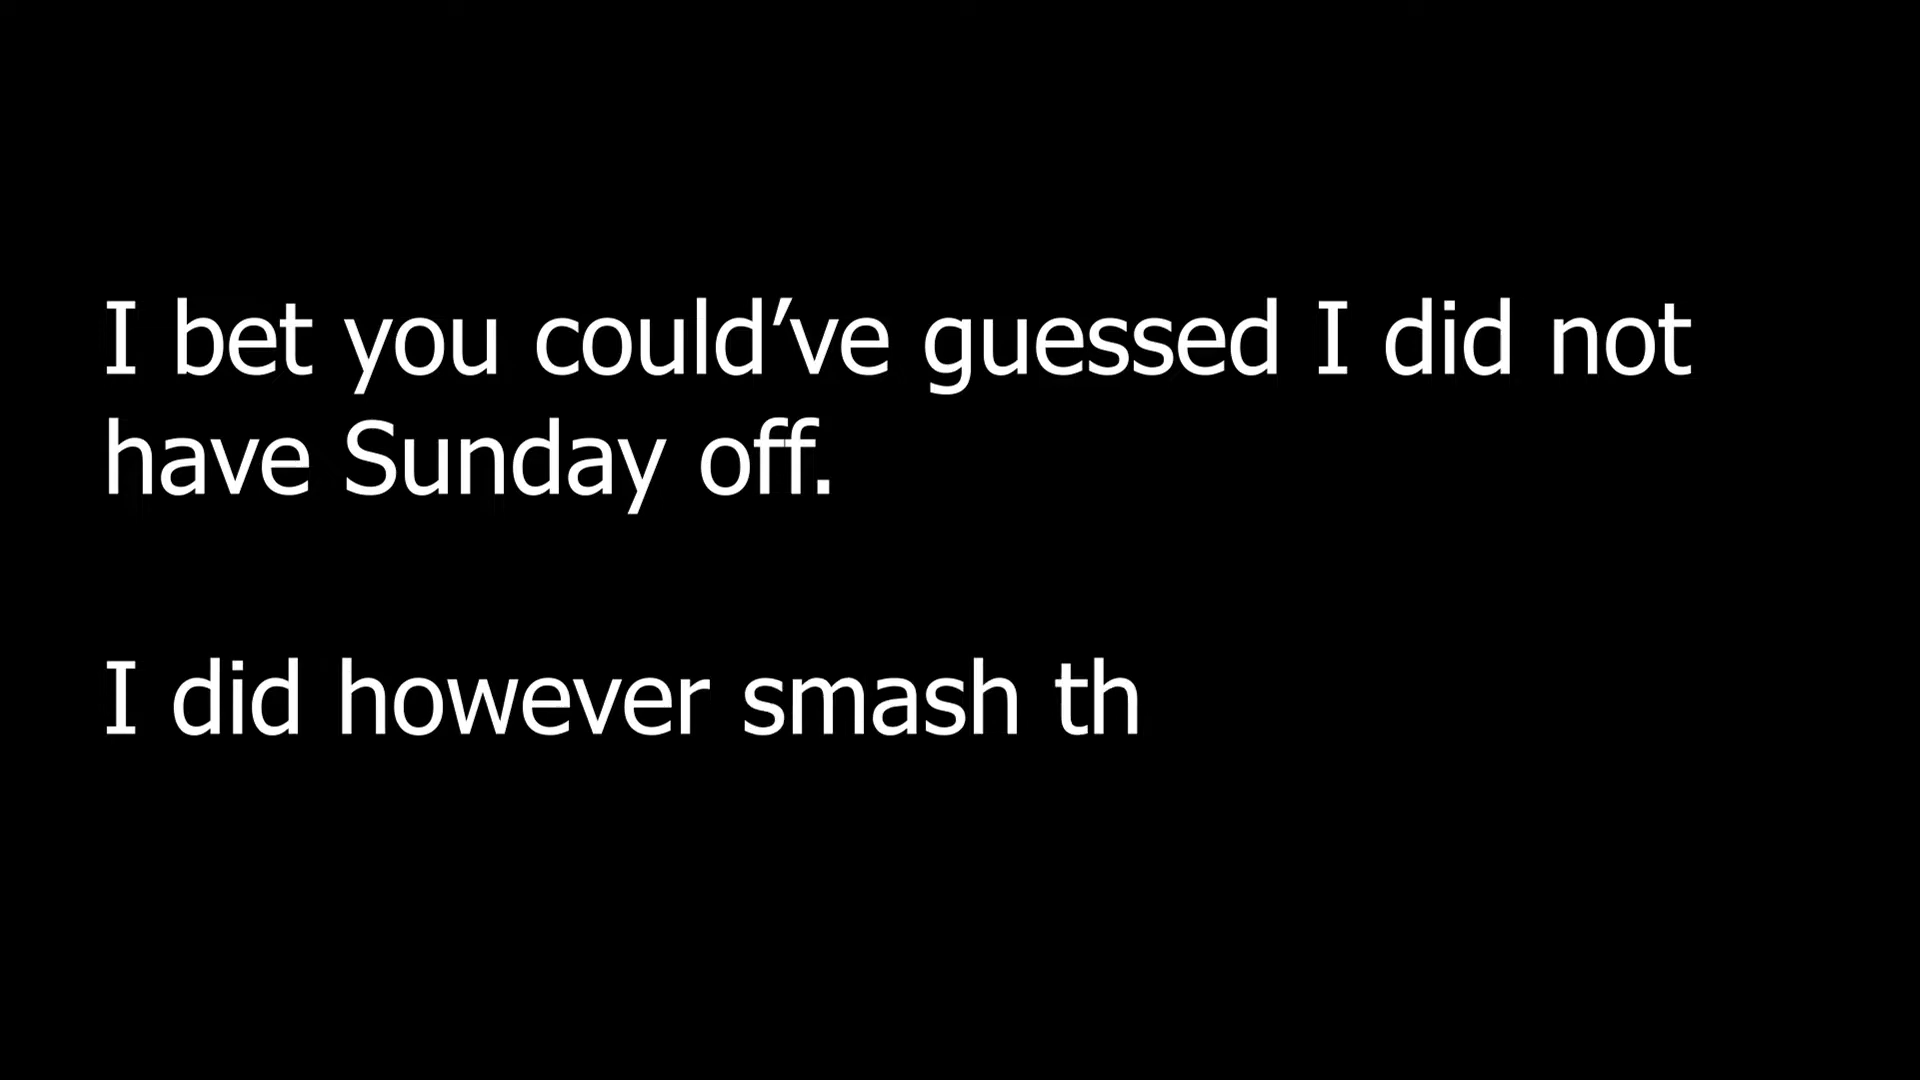 I bet you could’ve guessed I did not
have Sunday off.
I did however smash th